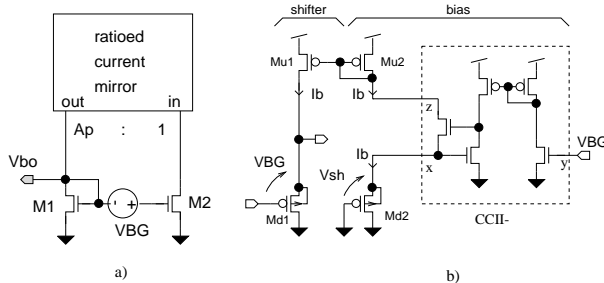 shifter
bias
ratioed
current
mirror
out
in
Ap : 1
Vbo
M1
M2
- +
VBG
a)
Mu1
Mu2
Ib
Ib
z
VBG
Ib
x
y
VBG
Vsh
Md1
Md2
CCII-
b)